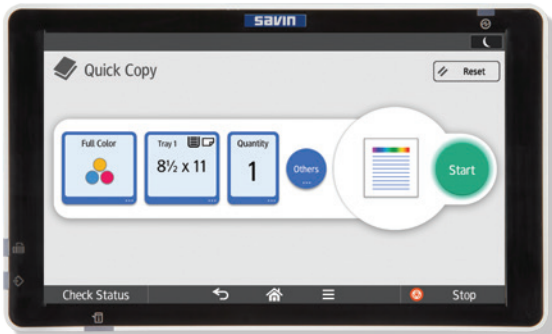 savin
Quick Copy
Reset
Full Color
Tray 1
8½ x 11
Quantity
1
Others
Start
Check Status
Stop